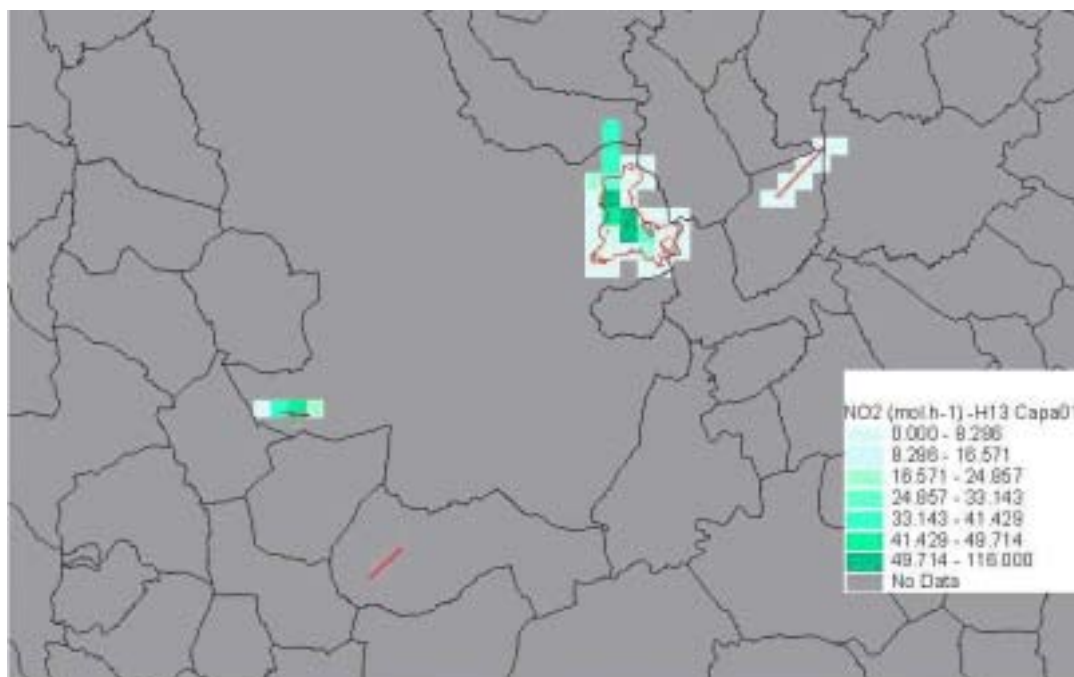 NO2 (mol.h-1) -H13 Capa01
0.000 - 8.286
8.286 - 16.571
16.571 - 24.857
24.857 - 33.143
33.143 - 41.429
41.429 - 49.714
49.714 - 116.000
No Data